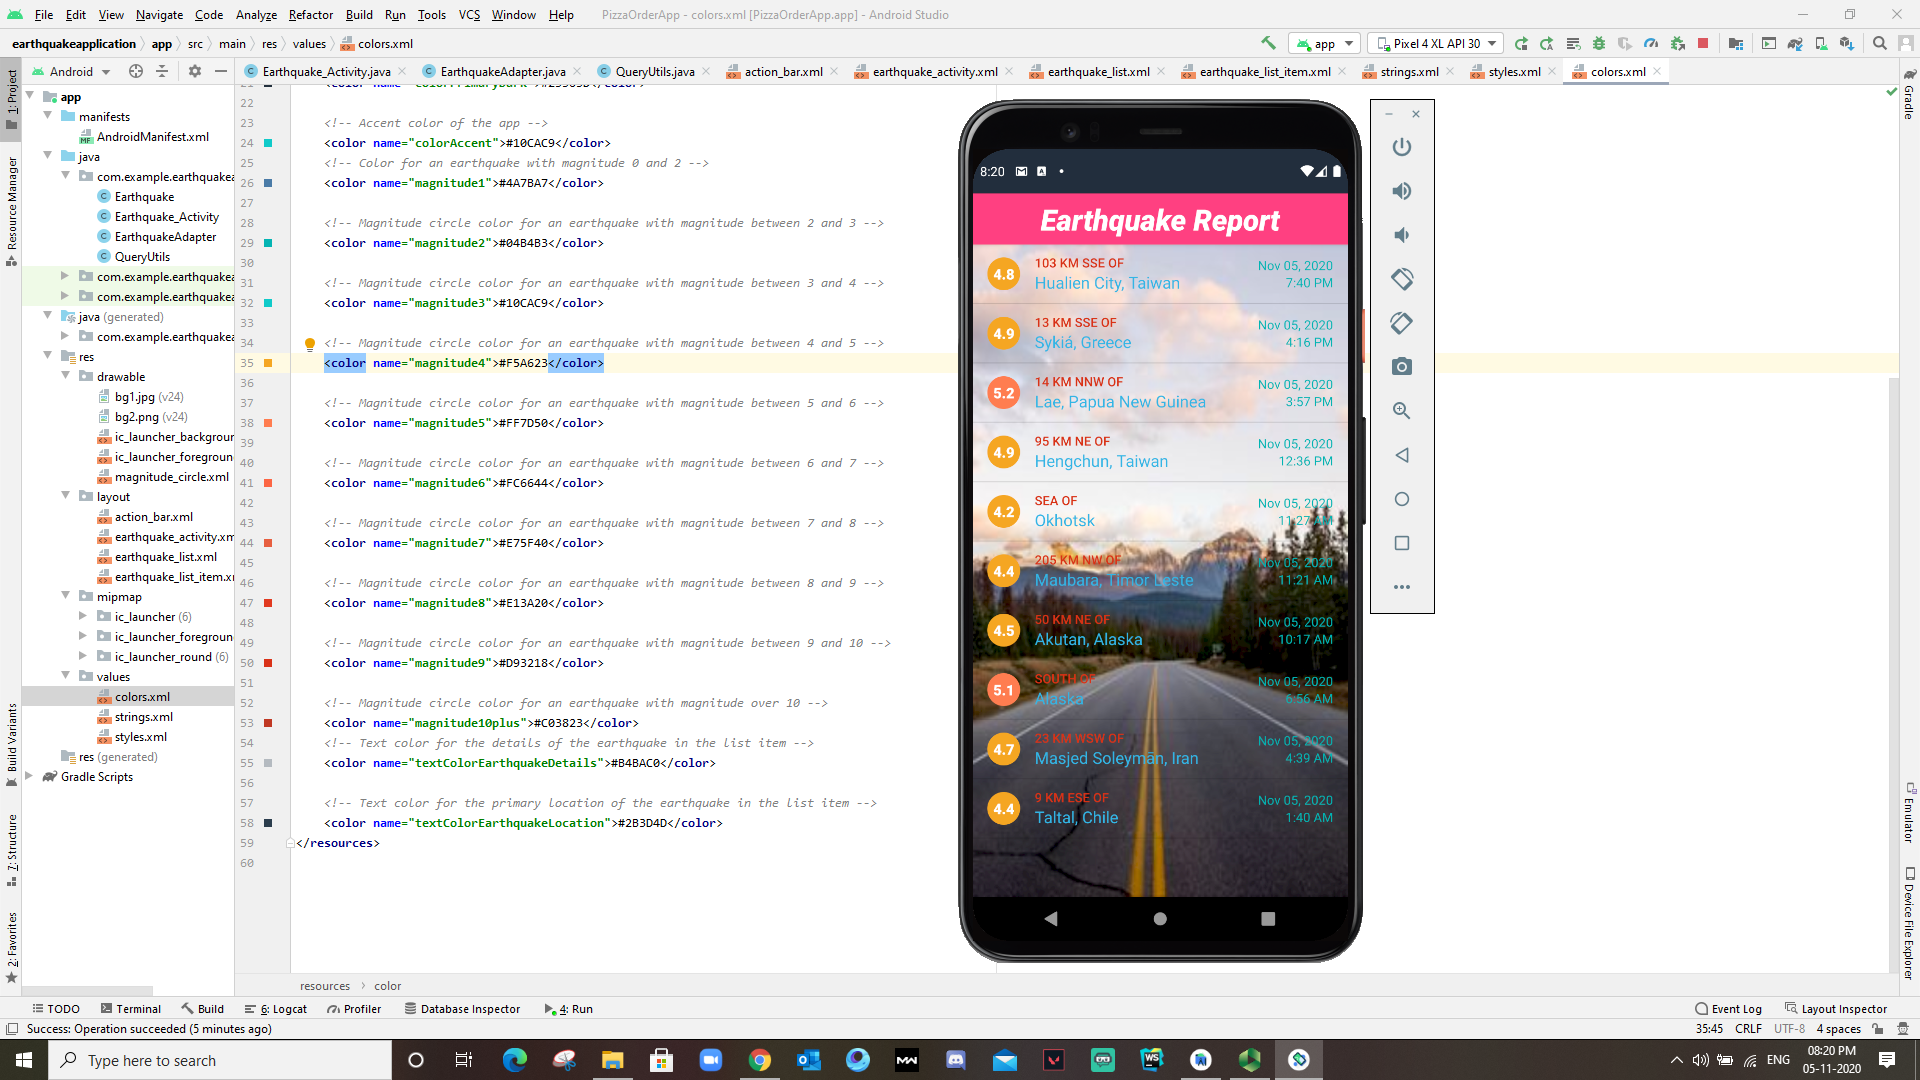 File Edit View Navigate Code Analyze Refactor Build Run Tools VCS Window Help PizzaOrderApp - colors.xml [PizzaOrderApp.app] - Android Studio
earthquakeapplication app src main res values colors.xml app Pixel 4 XL API 30
Android Earthquake_Activity.java EarthquakeAdapter.java QueryUtils.java action_bar.xml earthquake_activity.xml earthquake_list.xml earthquake_list_item.xml strings.xml styles.xml colors.xml
1: Project
Resource Manager
Build Variants
7: Structure
2: Favorites
app
manifests
AndroidManifest.xml
java
com.example.earthquakea
Earthquake
Earthquake_Activity
EarthquakeAdapter
QueryUtils
com.example.earthquakea
com.example.earthquakea
java (generated)
com.example.earthquakea
res
drawable
bg1.jpg (v24)
bg2.png (v24)
ic_launcher_backgroun
ic_launcher_foregroun
magnitude_circle.xml
layout
action_bar.xml
earthquake_activity.xm
earthquake_list.xml
earthquake_list_item.x
mipmap
ic_launcher (6)
ic_launcher_foregroun
ic_launcher_round (6)
values
colors.xml
strings.xml
styles.xml
res (generated)
Gradle Scripts
22
23 <!-- Accent color of the app -->
24 <color name="colorAccent">#10CAC9</color>
25 <!-- Color for an earthquake with magnitude 0 and 2 -->
26 <color name="magnitude1">#4A7BA7</color>
27
28 <!-- Magnitude circle color for an earthquake with magnitude between 2 and 3 -->
29 <color name="magnitude2">#04B4B3</color>
30
31 <!-- Magnitude circle color for an earthquake with magnitude between 3 and 4 -->
32 <color name="magnitude3">#10CAC9</color>
33
34 <!-- Magnitude circle color for an earthquake with magnitude between 4 and 5 -->
35 <color name="magnitude4">#F5A623</color>
36
37 <!-- Magnitude circle color for an earthquake with magnitude between 5 and 6 -->
38 <color name="magnitude5">#FF7D50</color>
39
40 <!-- Magnitude circle color for an earthquake with magnitude between 6 and 7 -->
41 <color name="magnitude6">#FC6644</color>
42
43 <!-- Magnitude circle color for an earthquake with magnitude between 7 and 8 -->
44 <color name="magnitude7">#E75F40</color>
45
46 <!-- Magnitude circle color for an earthquake with magnitude between 8 and 9 -->
47 <color name="magnitude8">#E13A20</color>
48
49 <!-- Magnitude circle color for an earthquake with magnitude between 9 and 10 -->
50 <color name="magnitude9">#D93218</color>
51
52 <!-- Magnitude circle color for an earthquake with magnitude over 10 -->
53 <color name="magnitude10plus">#C03823</color>
54 <!-- Text color for the details of the earthquake in the list item -->
55 <color name="textColorEarthquakeDetails">#B4BAC0</color>
56
57 <!-- Text color for the primary location of the earthquake in the list item -->
58 <color name="textColorEarthquakeLocation">#2B3D4D</color>
59 </resources>
60
8:20
Earthquake Report
4.8 103 KM SSE OF Nov 05, 2020
Hualien City, Taiwan 7:40 PM
4.9 13 KM SSE OF Nov 05, 2020
Sykiá, Greece 4:16 PM
5.2 14 KM NNW OF Nov 05, 2020
Lae, Papua New Guinea 3:57 PM
4.9 95 KM NE OF Nov 05, 2020
Hengchun, Taiwan 12:36 PM
4.2 SEA OF Nov 05, 2020
Okhotsk 11:27 AM
4.4 205 KM NW OF Nov 05, 2020
Maubara, Timor Leste 11:21 AM
4.5 50 KM NE OF Nov 05, 2020
Akutan, Alaska 10:17 AM
5.1 SOUTH OF Nov 05, 2020
Alaska 6:56 AM
4.7 23 KM WSW OF Nov 05, 2020
Masjed Soleymān, Iran 4:39 AM
4.4 9 KM ESE OF Nov 05, 2020
Taltal, Chile 1:40 AM
Gradle
Emulator
Device File Explorer
resources color
TODO Terminal Build 6: Logcat Profiler Database Inspector 4: Run Event Log Layout Inspector
Success: Operation succeeded (5 minutes ago) 35:45 CRLF UTF-8 4 spaces
Type here to search ENG 08:20 PM
05-11-2020